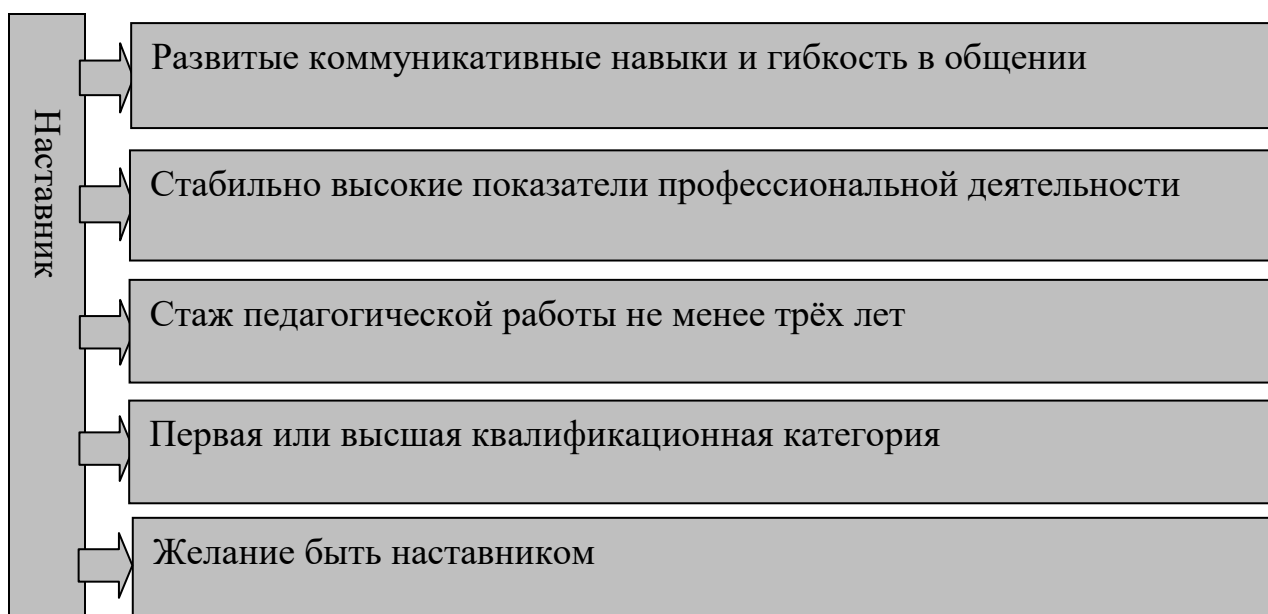 Наставник
Развитые коммуникативные навыки и гибкость в общении
Стабильно высокие показатели профессиональной деятельности
Стаж педагогической работы не менее трёх лет
Первая или высшая квалификационная категория
Желание быть наставником